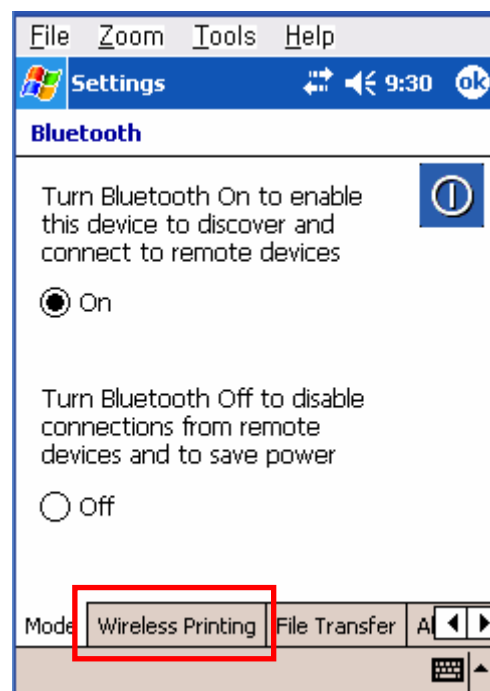 File Zoom Tools Help
Settings 9:30 ok
Bluetooth
Turn Bluetooth On to enable
this device to discover and
connect to remote devices
On
Turn Bluetooth Off to disable
connections from remote
devices and to save power
Off
Mode Wireless Printing File Transfer